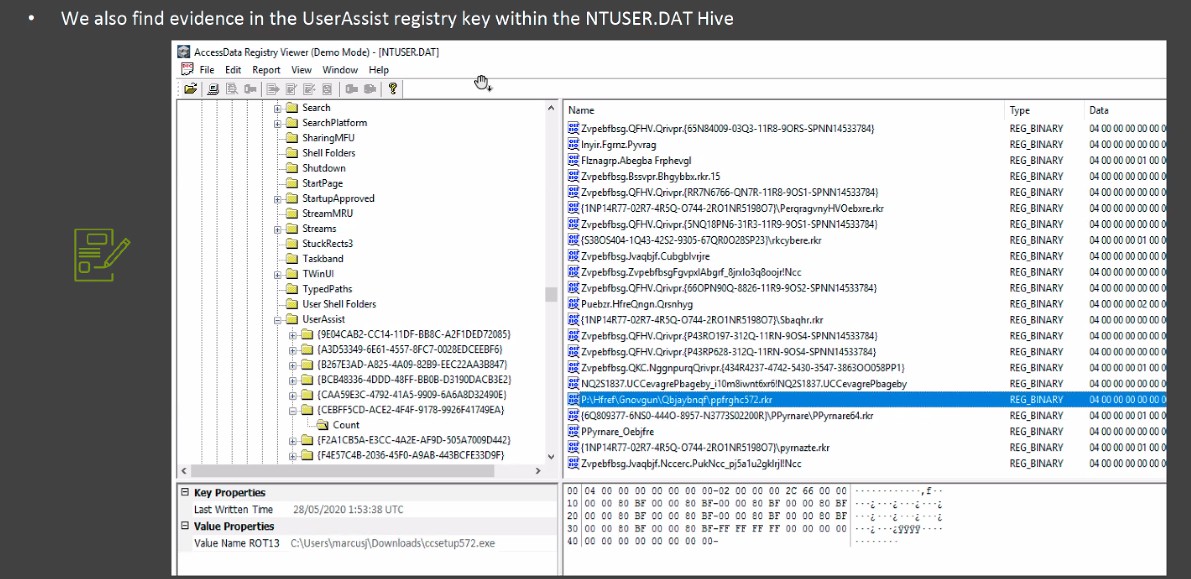 • We also find evidence in the UserAssist registry key within the NTUSER.DAT Hive
AccessData Registry Viewer (Demo Mode) - [NTUSER.DAT]
File Edit Report View Window Help
Search
SearchPlatform
SharingMFU
Shell Folders
Shutdown
StartPage
StartupApproved
StreamMRU
Streams
StuckRects3
Taskband
TWinUI
TypedPaths
User Shell Folders
UserAssist
{9E04CAB2-CC14-11DF-BB8C-A2F1DED72085}
{A3D53349-6E61-4557-8FC7-0028EDCEEBF6}
{B267E3AD-A825-4A09-82B9-EEC22AA3B847}
{BCB48336-4DDD-48FF-BB0B-D3190DACB3E2}
{CAA59E3C-4792-41A5-9909-6A6A8D32490E}
{CEBFF5CD-ACE2-4F4F-9178-9926F41749EA}
Count
{F2A1CB5A-E3CC-4A2E-AF9D-505A7009D442}
{F4E57C4B-2036-45F0-A9AB-443BCFE33D9F}
Name Type Data
Zvpebfbsg.QFHV.Qrivpr.{65N84009-03Q3-11R8-9ORS-SPNN14533784} REG_BINARY 04 00 00 00 00 00 0
Inyir.Fgrnz.Pyvrag REG_BINARY 04 00 00 00 00 00 0
Flznagrp.Abegba Frphevgl REG_BINARY 04 00 00 00 01 00 0
Zvpebfbsg.Bssvpr.Bhgybbx.rkr.15 REG_BINARY 04 00 00 00 00 00 0
Zvpebfbsg.QFHV.Qrivpr.{RR7N6766-QN7R-11R8-9OS1-SPNN14533784} REG_BINARY 04 00 00 00 00 00 0
{1NP14R77-02R7-4R5Q-O744-2RO1NR5198O7}\PerqragvnyHVOebxre.rkr REG_BINARY 04 00 00 00 00 00 0
Zvpebfbsg.QFHV.Qrivpr.{5NQ18PN6-31R3-11R9-9OS1-SPNN14533784} REG_BINARY 04 00 00 00 00 00 0
{S38OS404-1Q43-42S2-9305-67QR0O28SP23}\rkcybere.rkr REG_BINARY 04 00 00 00 01 00 0
Zvpebfbsg.Jvaqbjf.Cubgbivrjre REG_BINARY 04 00 00 00 00 00 0
REG_BINARY 04 00 00 00 00 00 0
Zvpebfbsg.QFHV.Qrivpr.{66OPN90Q-8826-11R9-9OS2-SPNN14533784} REG_BINARY 04 00 00 00 00 00 0
Puebzr.HfreQngn.Qrsnhyg REG_BINARY 04 00 00 00 02 00 0
{1NP14R77-02R7-4R5Q-O744-2RO1NR5198O7}\Sbaqhr.rkr REG_BINARY 04 00 00 00 00 00 0
Zvpebfbsg.QFHV.Qrivpr.{P43RO197-312Q-11RN-9OS4-SPNN14533784} REG_BINARY 04 00 00 00 00 00 0
Zvpebfbsg.QFHV.Qrivpr.{P43RP628-312Q-11RN-9OS4-SPNN14533784} REG_BINARY 04 00 00 00 00 00 0
Zvpebfbsg.QKC.NggnpurqQrivpr.{434R4237-4742-5430-3547-3863OO058PP1} REG_BINARY 04 00 00 00 01 00 0
REG_BINARY 04 00 00 00 00 00 0
P:\Hfref\Gnovgun\Qbjaybnqf\ppfrghc572.rkr REG_BINARY 04 00 00 00 00 00 0
{6Q809377-6NS0-444O-8957-N3773S02200R}\PPyrnare\PPyrnare64.rkr REG_BINARY 04 00 00 00 01 00 0
PPyrnare_Oebjfre REG_BINARY 04 00 00 00 00 00 0
{1NP14R77-02R7-4R5Q-O744-2RO1NR5198O7}\pyrnazte.rkr REG_BINARY 04 00 00 00 01 00 0
REG_BINARY 04 00 00 00 00 00 0
Key Properties
Last Written Time 28/05/2020 1:53:38 UTC
Value Properties
Value Name ROT13 C:\Users\marcusj\Downloads\ccsetup572.exe
00 04 00 00 00 00 00 00 00-02 00 00 00 2C 66 00 00 ············,f··
10 00 00 80 BF 00 00 80 BF-00 00 80 BF 00 00 80 BF ···¿···¿···¿···¿
20 00 00 80 BF 00 00 80 BF-00 00 80 BF 00 00 80 BF ···¿···¿···¿···¿
30 00 00 80 BF 00 00 80 BF-FF FF FF FF 00 00 00 00 ···¿···¿ÿÿÿÿ····
40 00 00 00 00 00 00 00 00- ········